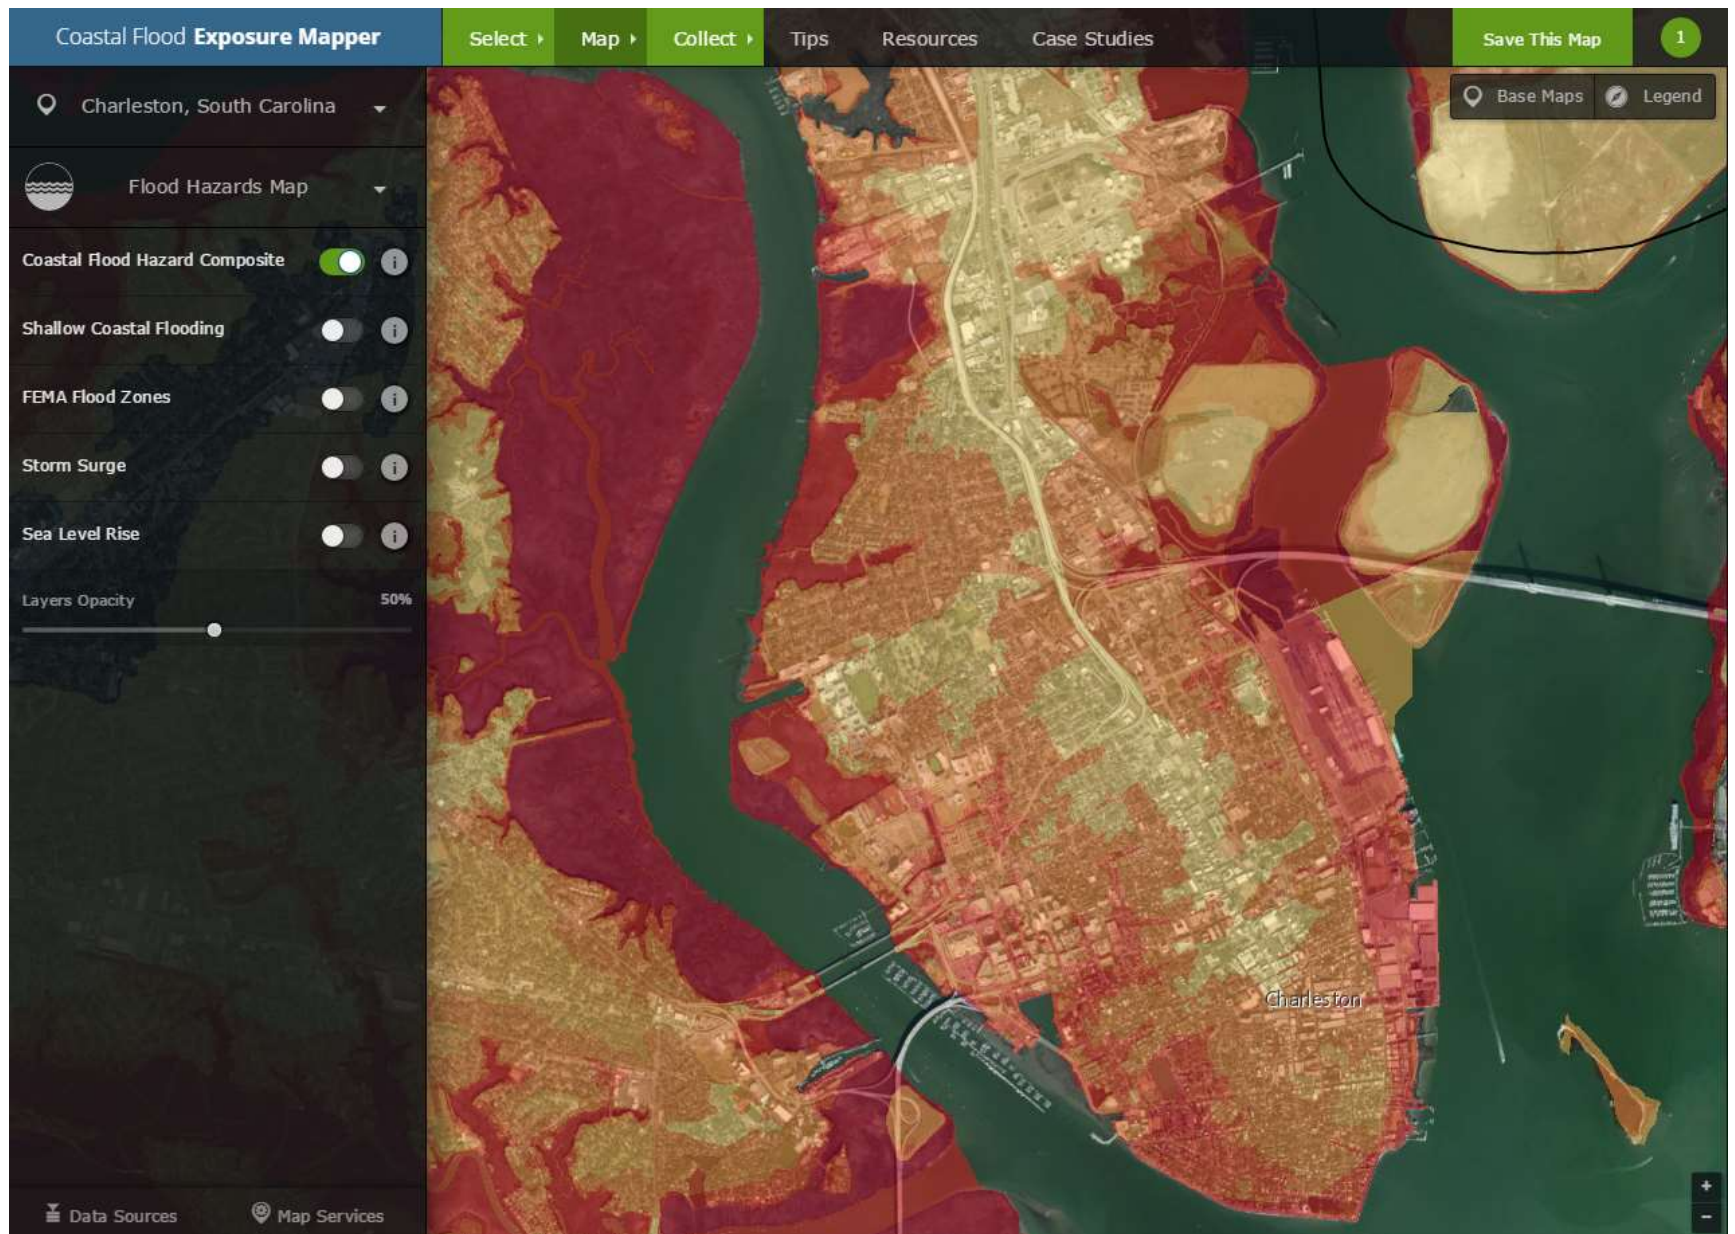 Coastal Flood Exposure Mapper
Select
Map
Collect
Tips
Resources
Case Studies
Save This Map
1
Charleston, South Carolina
Base Maps
Legend
Flood Hazards Map
Coastal Flood Hazard Composite
i
Shallow Coastal Flooding
i
FEMA Flood Zones
i
Storm Surge
i
Sea Level Rise
i
Layers Opacity
50%
Charleston
+
-
Data Sources
Map Services